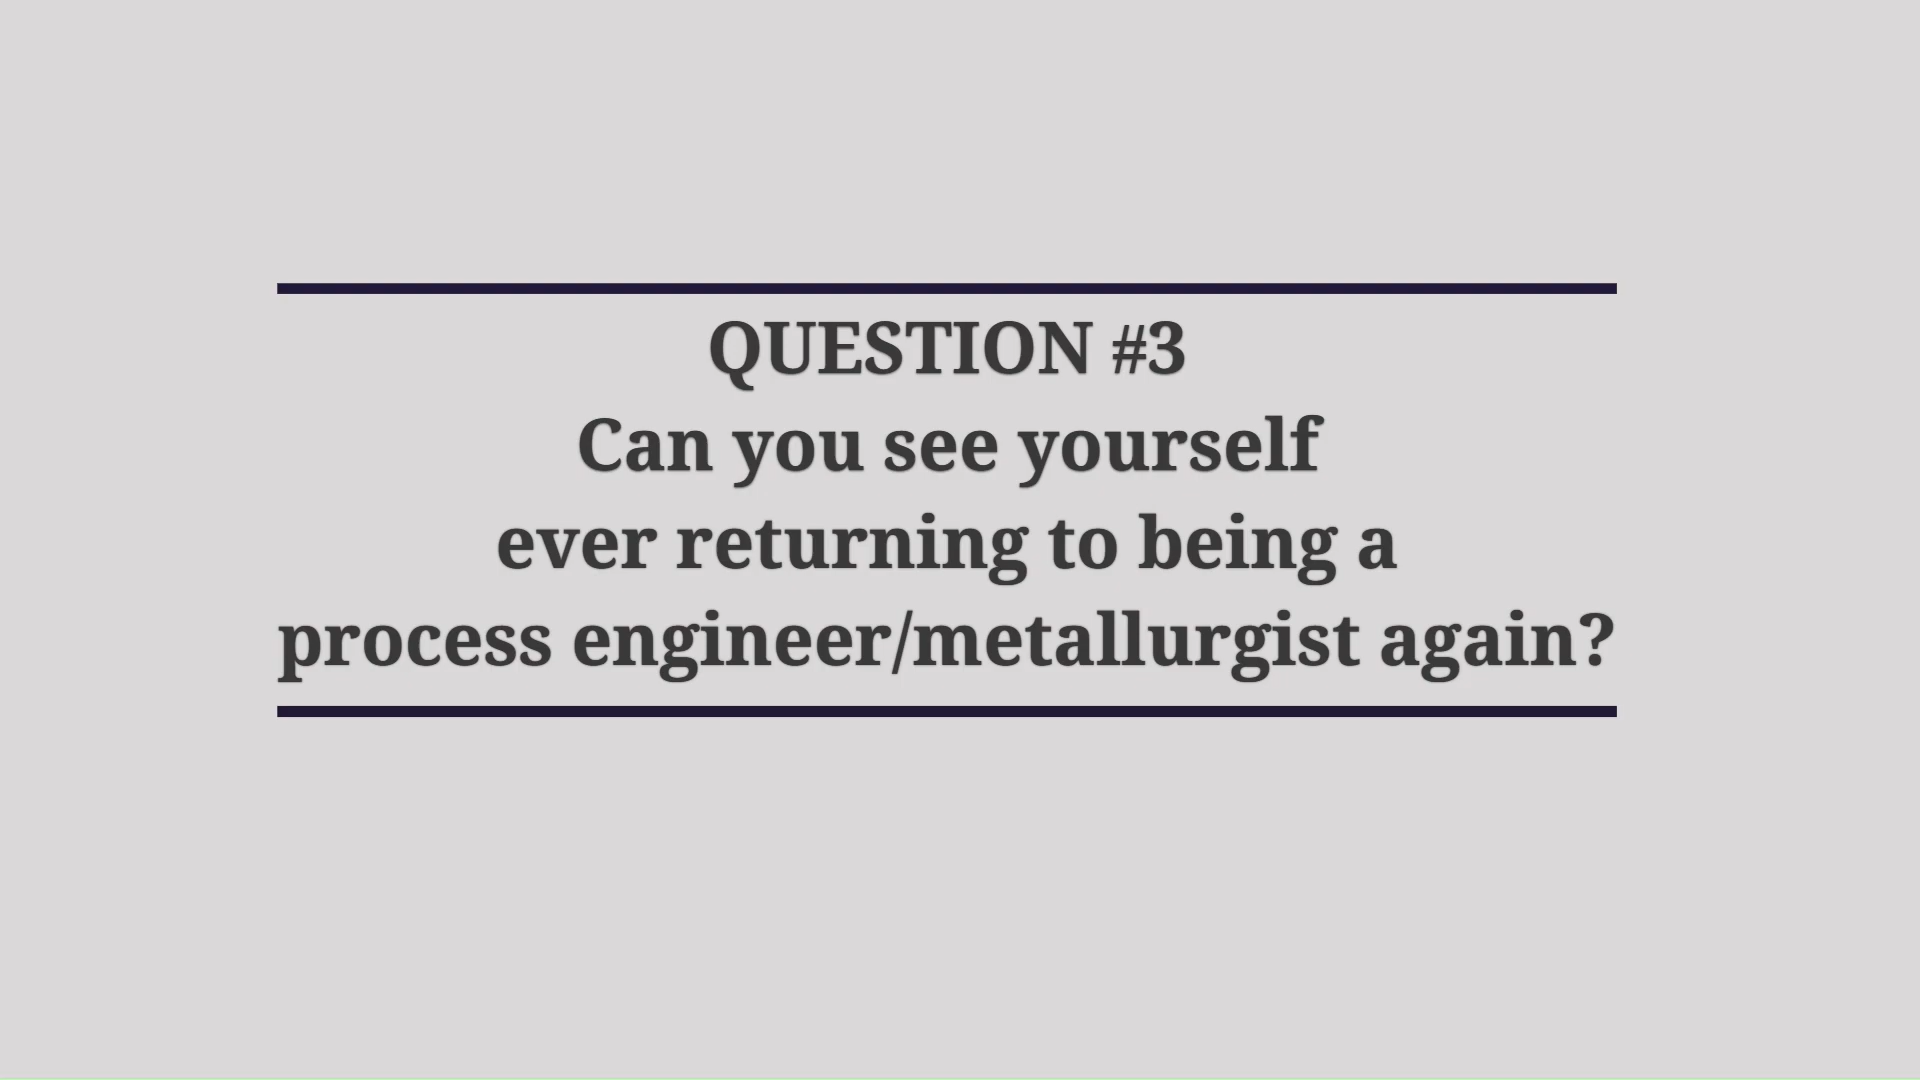 QUESTION #3
Can you see yourself
ever returning to being a
process engineer/metallurgist again?